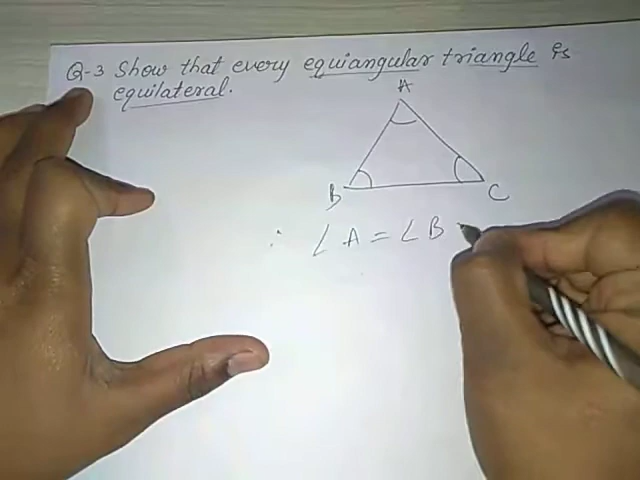 Q-3 Show that every equiangular triangle is
equilateral.
A
B
C
∴ ∠A = ∠B